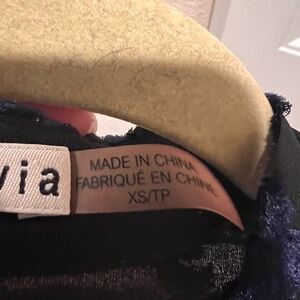 via
MADE IN CHINA
FABRIQUÉ EN CHINE
XS/TP